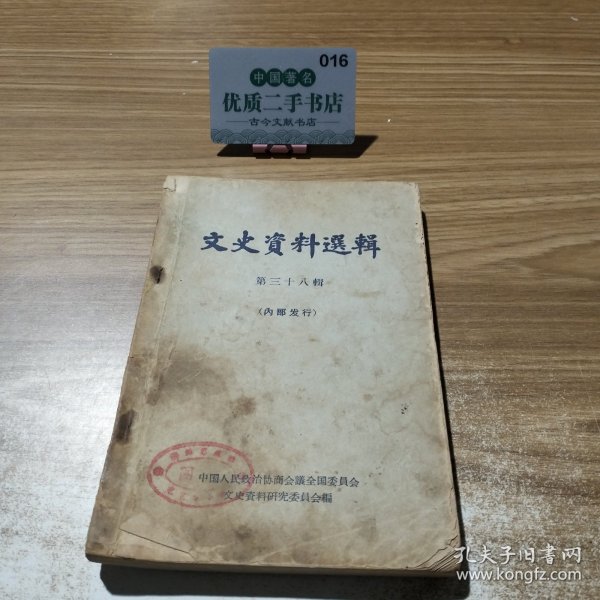 016
中国著名
优质二手书店
古今文献书店
文史資料選輯
第三十八輯
（內部发行）
中国人民政治协商会議全国委員会
文史資料研究委員会編
孔夫子旧書网
www.kongfz.com